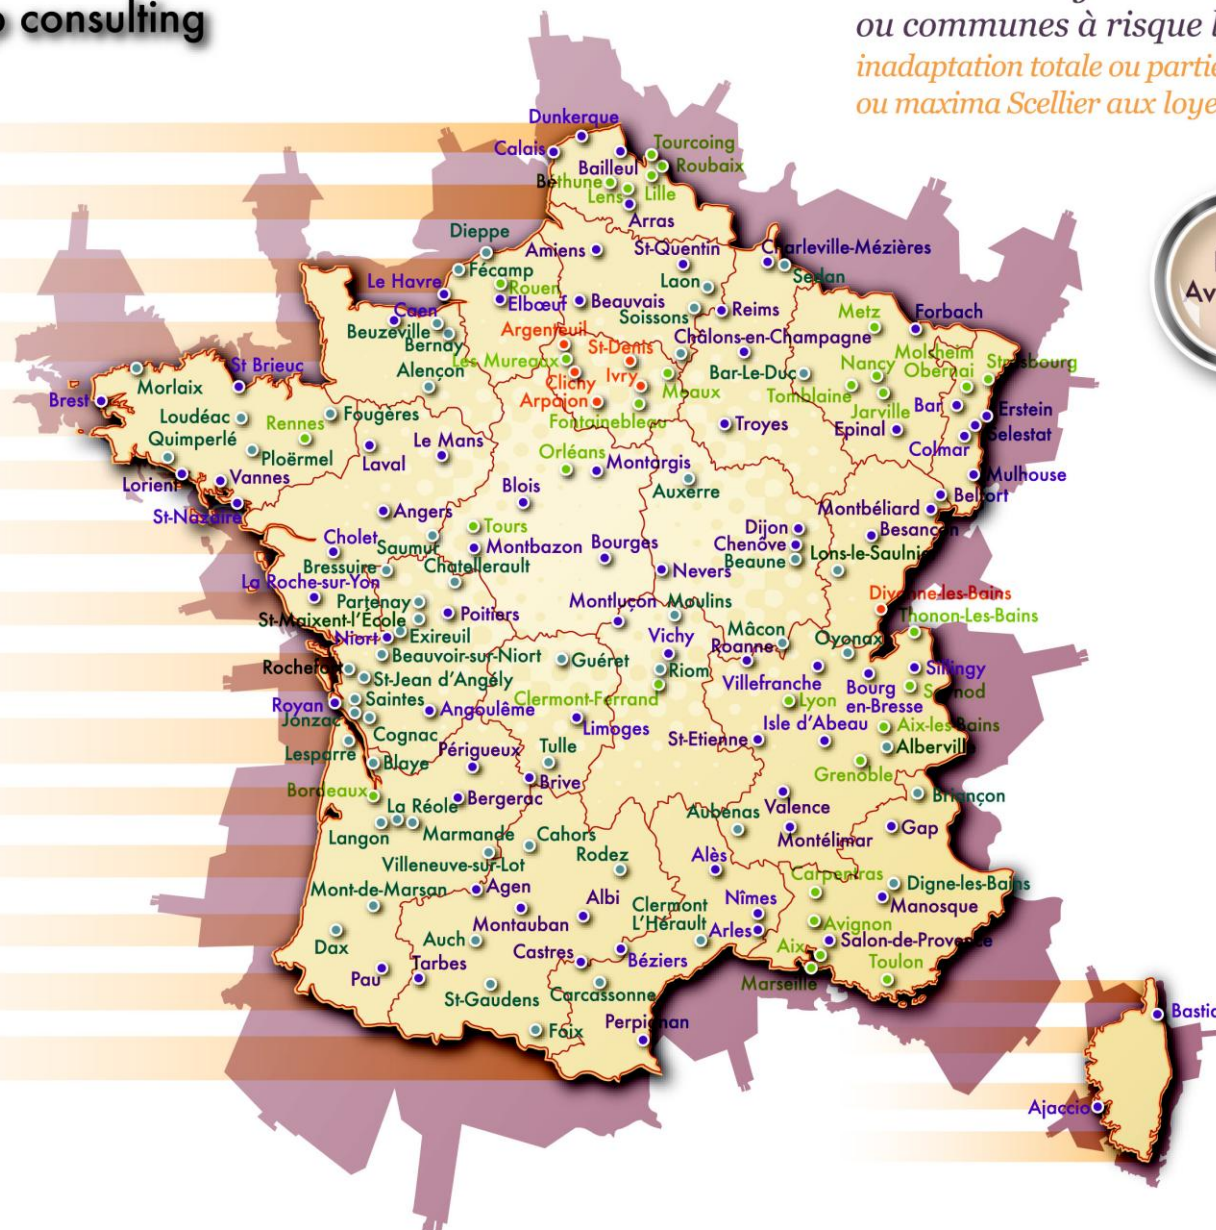 consulting
ou communes à risque
inadaptation totale ou
ou maxima Scellier aux
Dunkerque
Calais
Tourcoing
Bailleul
Roubaix
Béthune
Lens
Lille
Arras
Dieppe
Amiens
St-Quentin
Charleville-Mézières
Fécamp
Laon
Sedan
Le Havre
Rouen
Elbœuf
Beauvais
Caen
Soissons
Reims
Metz
Forbach
Beuzeville
Argenteuil
Châlons-en-Champagne
Bernay
St-Denis
Les Mureaux
Nancy
Molsheim
Strasbourg
St Brieuc
Alençon
Ivry
Bar-Le-Duc
Obernai
Morlaix
Clichy
Meaux
Tomblaine
Brest
Arpajon
Jarville
Bar
Erstein
Loudéac
Rennes
Fougères
Fontainebleau
Troyes
Epinal
Selestat
Quimperlé
Le Mans
Colmar
Ploërmel
Laval
Orléans
Montargis
Lorient
Vannes
Blois
Auxerre
Mulhouse
Belfort
St-Nazaire
Angers
Montbéliard
Tours
Dijon
Besançon
Cholet
Saumur
Montbazon
Bourges
Chenôve
Bressuire
Chatellerault
Beaune
Lons-le-Saulnier
La Roche-sur-Yon
Nevers
Partenay
Montluçon
Moulins
Divonne-les-Bains
St-Maixent-l'École
Poitiers
Thonon-Les-Bains
Niort
Exireuil
Vichy
Mâcon
Oyonax
Beauvoir-sur-Niort
Guéret
Roanne
Rochefort
Riom
Sillingy
St-Jean d'Angély
Villefranche
Bourg
en-Bresse
Saintes
Clermont-Ferrand
Lyon
Royan
Angoulême
Jonzac
Limoges
Isle d'Abeau
Aix-les-Bains
Cognac
St-Etienne
Lesparre
Périgueux
Tulle
Alberville
Blaye
Brive
Grenoble
Bordeaux
Bergerac
Briançon
La Réole
Valence
Langon
Marmande
Cahors
Aubenas
Gap
Montélimar
Villeneuve-sur-Lot
Rodez
Alès
Mont-de-Marsan
Agen
Carpentras
Digne-les-Bains
Albi
Clermont
L'Hérault
Nîmes
Manosque
Montauban
Arles
Avignon
Dax
Auch
Castres
Béziers
Aix
Salon-de-Provence
Pau
Tarbes
Toulon
Marseille
St-Gaudens
Carcassonne
Foix
Perpignan
Ajaccio